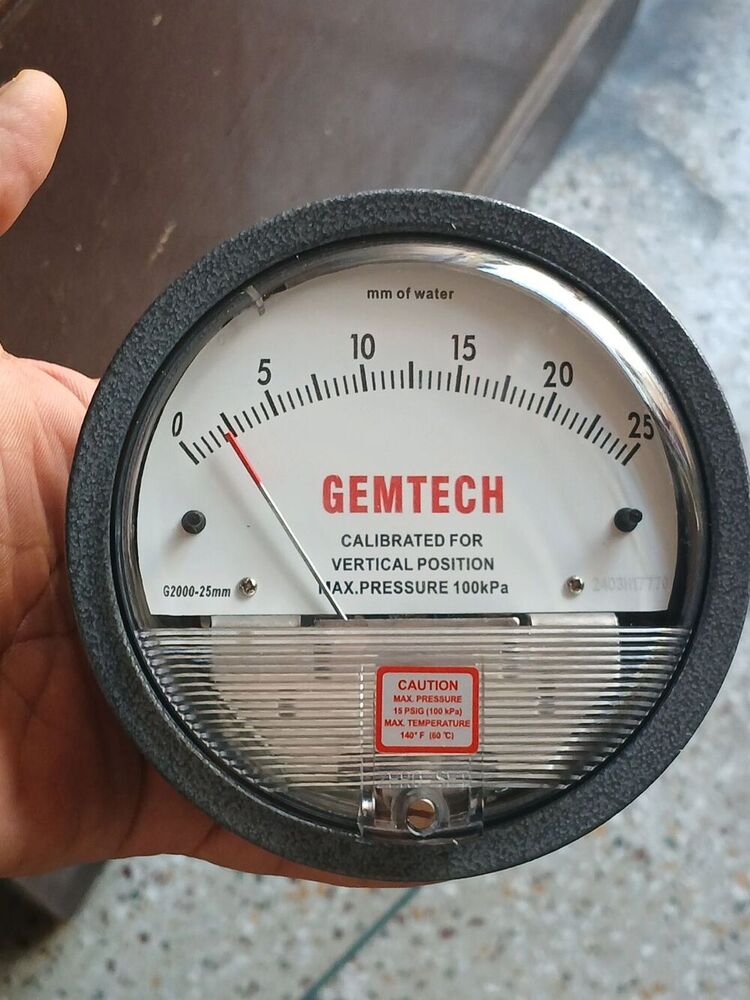 mm of water
0 5 10 15 20 25
GEMTECH
CALIBRATED FOR
VERTICAL POSITION
MAX.PRESSURE 100kPa
G2000-25mm
CAUTION
MAX. PRESSURE
15 PSIG (100 kPa)
MAX. TEMPERATURE
140° F (60 ℃)